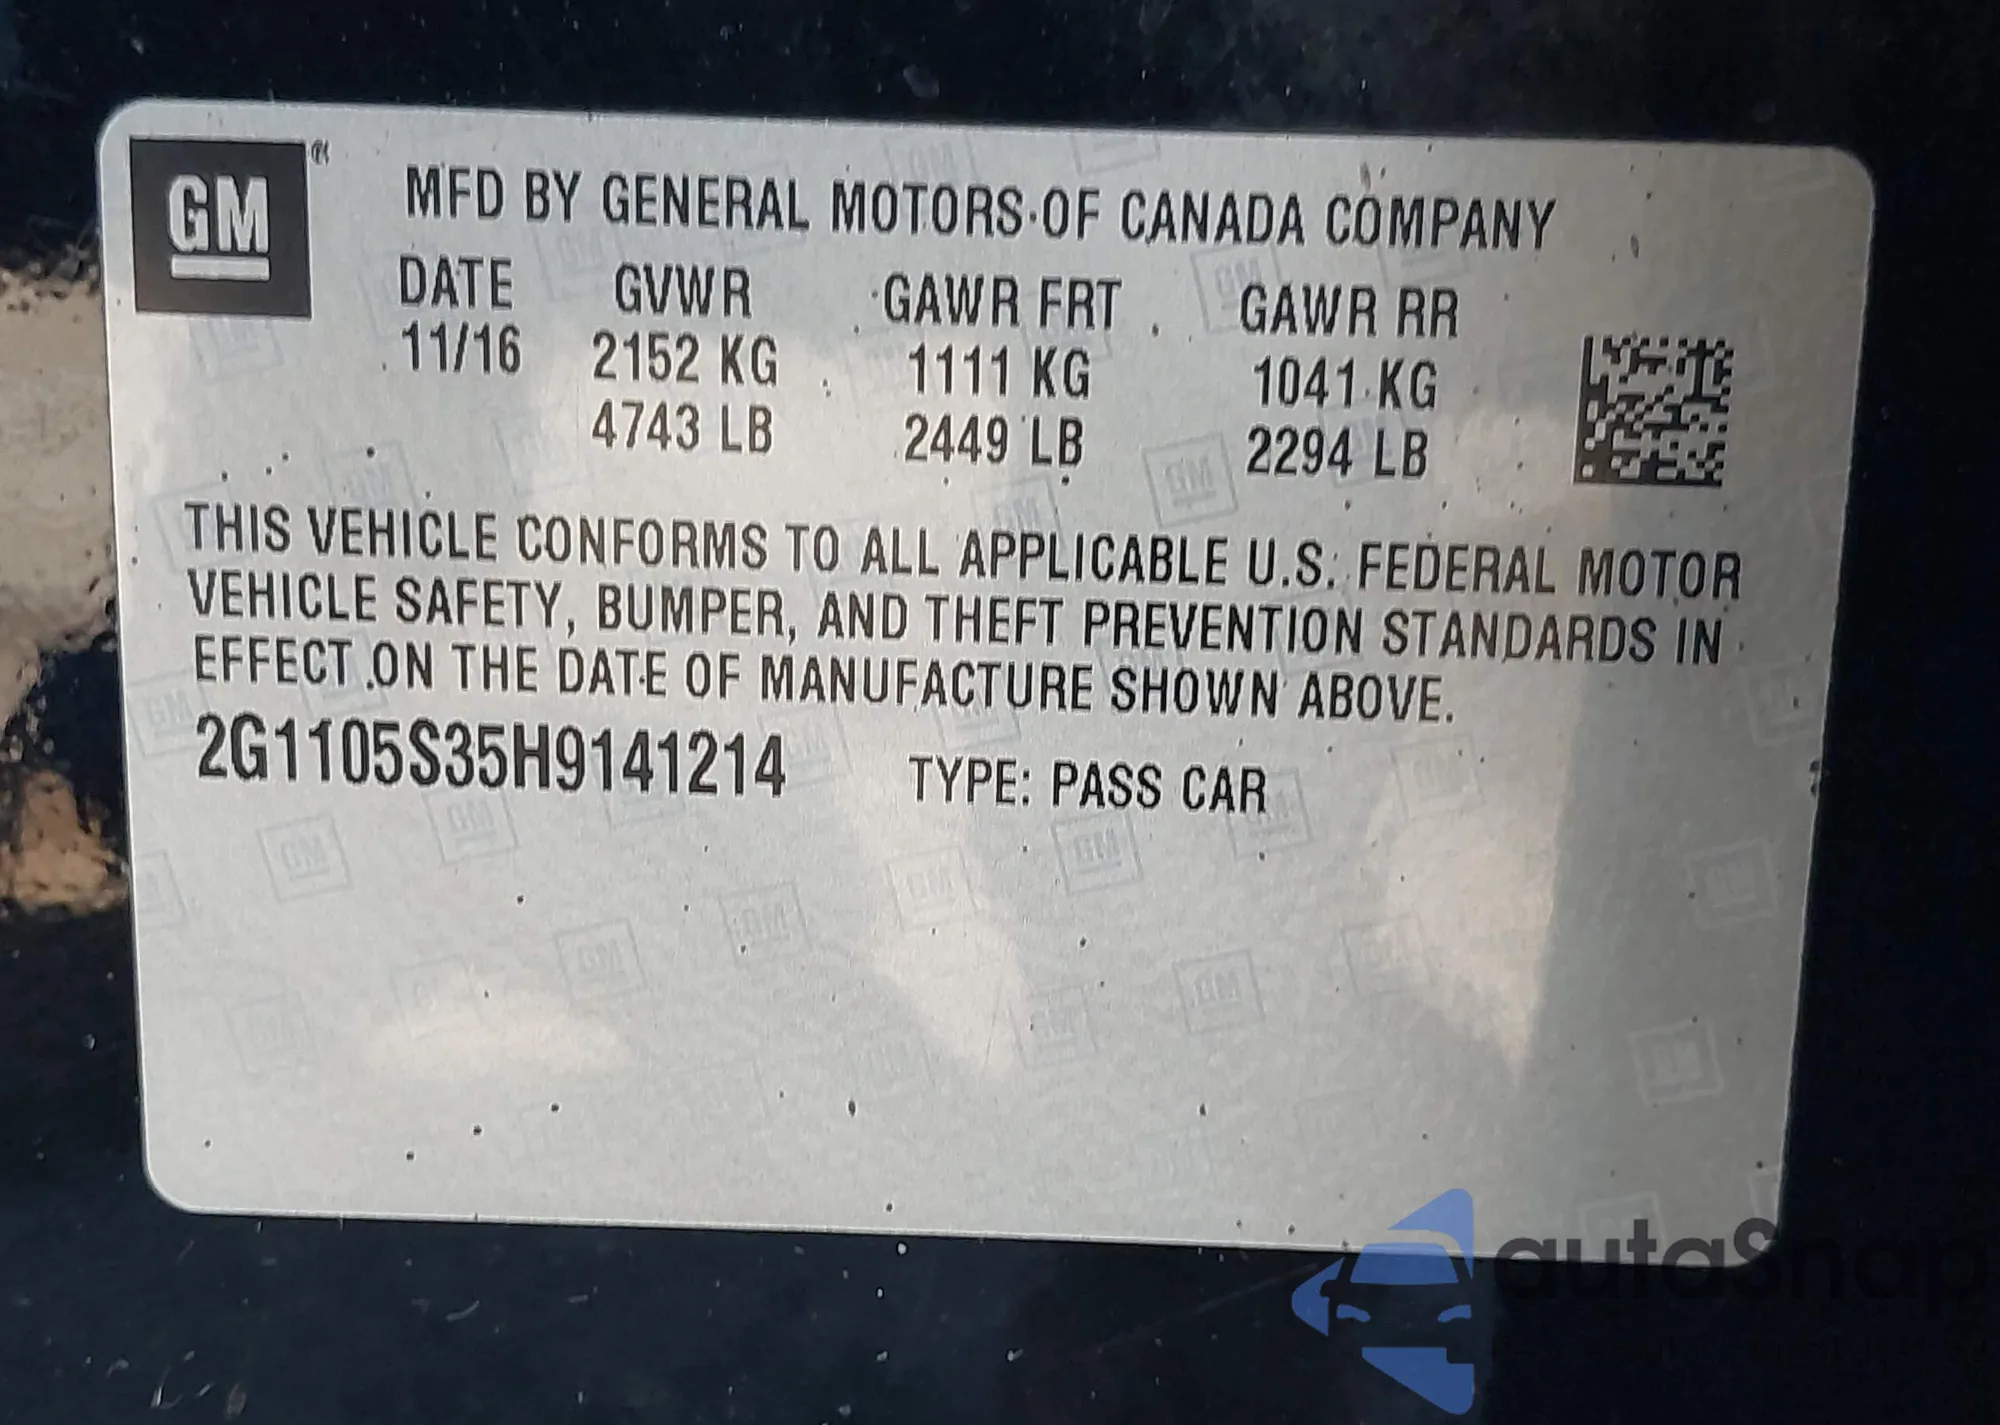 GM ®
MFD BY GENERAL MOTORS OF CANADA COMPANY
DATE GVWR GAWR FRT GAWR RR
11/16 2152 KG 1111 KG 1041 KG
4743 LB 2449 LB 2294 LB
THIS VEHICLE CONFORMS TO ALL APPLICABLE U.S. FEDERAL MOTOR
VEHICLE SAFETY, BUMPER, AND THEFT PREVENTION STANDARDS IN
EFFECT ON THE DATE OF MANUFACTURE SHOWN ABOVE.
2G1105S35H9141214 TYPE: PASS CAR
autoSnap